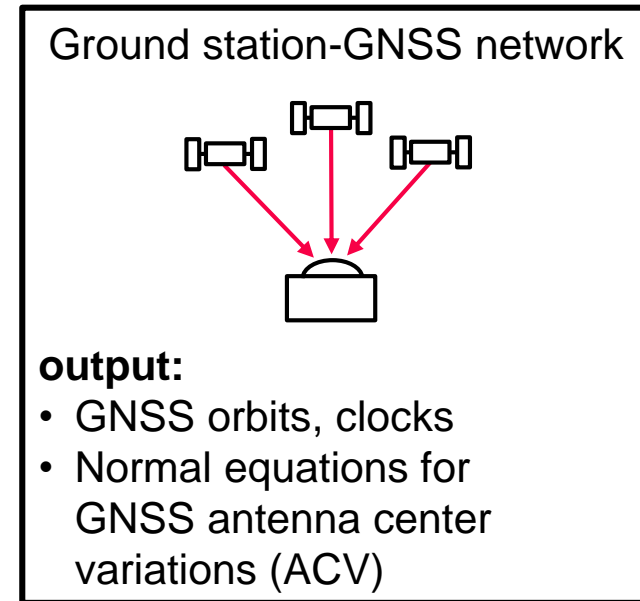 Ground station-GNSS network
output:
• GNSS orbits, clocks
• Normal equations for
GNSS antenna center
variations (ACV)